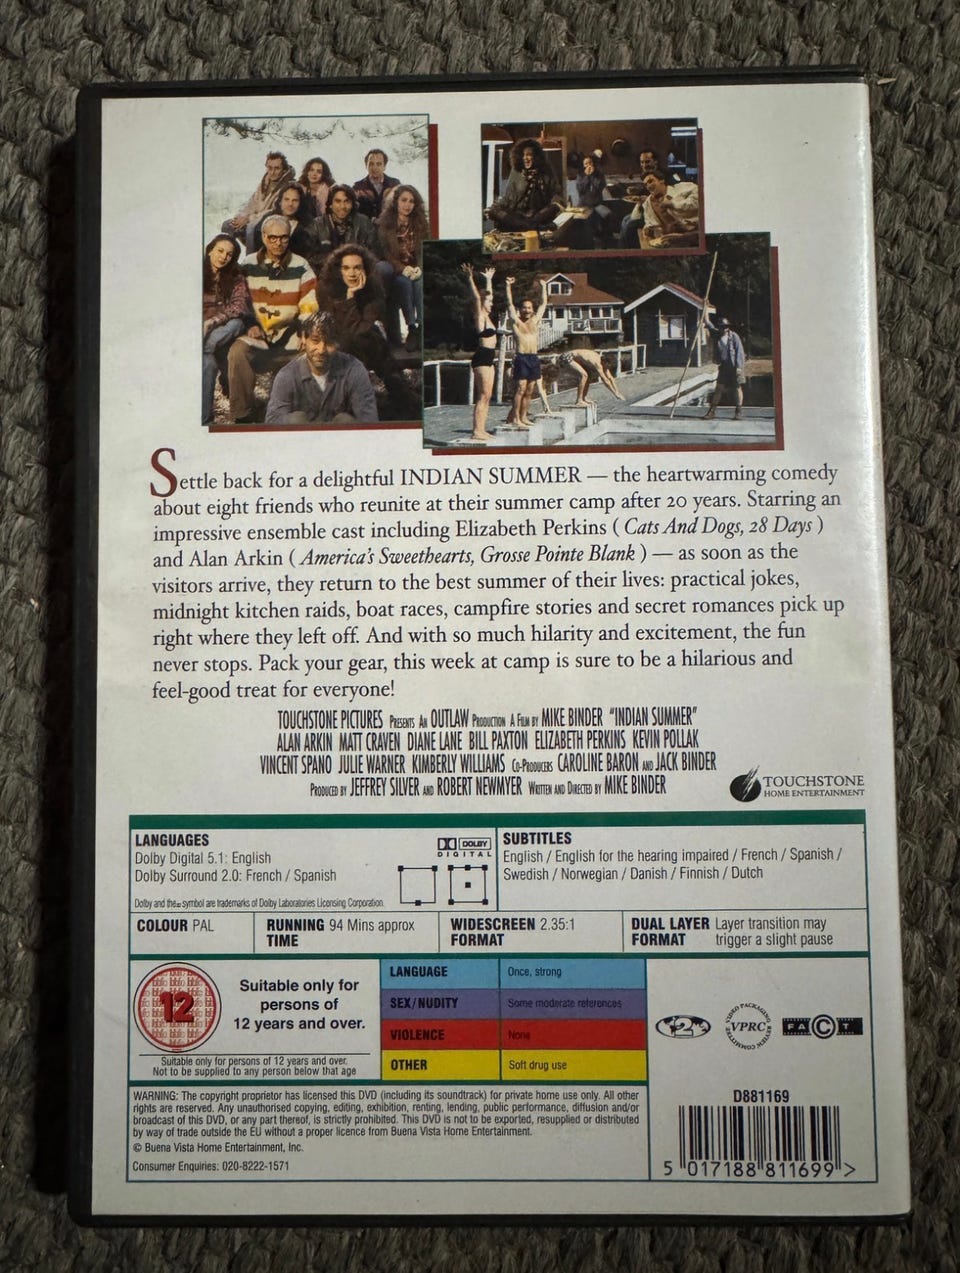 Settle back for a delightful INDIAN SUMMER — the heartwarming comedy
about eight friends who reunite at their summer camp after 20 years. Starring an
impressive ensemble cast including Elizabeth Perkins ( Cats And Dogs, 28 Days )
and Alan Arkin ( America's Sweethearts, Grosse Pointe Blank ) — as soon as the
visitors arrive, they return to the best summer of their lives: practical jokes,
midnight kitchen raids, boat races, campfire stories and secret romances pick up
right where they left off. And with so much hilarity and excitement, the fun
never stops. Pack your gear, this week at camp is sure to be a hilarious and
feel-good treat for everyone!
TOUCHSTONE PICTURES PRESENTS AN OUTLAW PRODUCTION A FILM BY MIKE BINDER "INDIAN SUMMER"
ALAN ARKIN MATT CRAVEN DIANE LANE BILL PAXTON ELIZABETH PERKINS KEVIN POLLAK
VINCENT SPANO JULIE WARNER KIMBERLY WILLIAMS CO-PRODUCERS CAROLINE BARON AND JACK BINDER
PRODUCED BY JEFFREY SILVER AND ROBERT NEWMYER WRITTEN AND DIRECTED BY MIKE BINDER
TOUCHSTONE
HOME ENTERTAINMENT
LANGUAGES
Dolby Digital 5.1: English
Dolby Surround 2.0: French / Spanish
Dolby and the symbol are trademarks of Dolby Laboratories Licensing Corporation.
DOLBY
DIGITAL
SUBTITLES
English / English for the hearing impaired / French / Spanish /
Swedish / Norwegian / Danish / Finnish / Dutch
COLOUR PAL
RUNNING TIME 94 Mins approx
WIDESCREEN FORMAT 2.35:1
DUAL LAYER FORMAT Layer transition may
trigger a slight pause
12
Suitable only for
persons of
12 years and over.
Suitable only for persons of 12 years and over.
Not to be supplied to any person below that age
LANGUAGE Once, strong
SEX/NUDITY Some moderate references
VIOLENCE None
OTHER Soft drug use
2
VIDEO PACKAGING REVIEW COMMITTEE
VPRC
FACT
WARNING: The copyright proprietor has licensed this DVD (including its soundtrack) for private home use only. All other
rights are reserved. Any unauthorised copying, editing, exhibition, renting, lending, public performance, diffusion and/or
broadcast of this DVD, or any part thereof, is strictly prohibited. This DVD is not to be exported, resupplied or distributed
by way of trade outside the EU without a proper licence from Buena Vista Home Entertainment.
© Buena Vista Home Entertainment, Inc.
Consumer Enquiries: 020-8222-1571
D881169
5 017188 811699 >